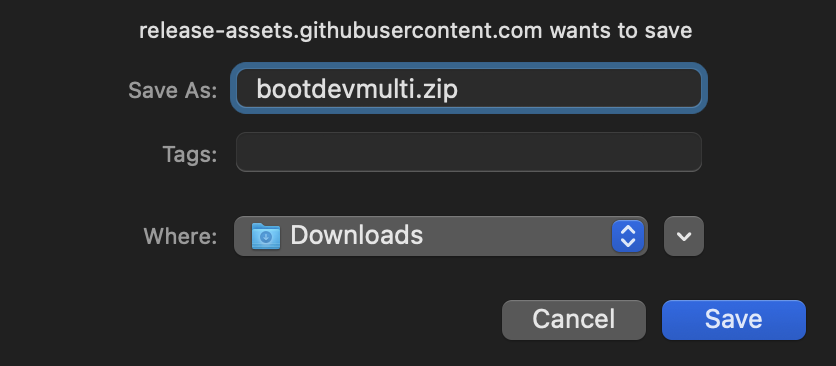 release-assets.githubusercontent.com wants to save
Save As: bootdevmulti.zip
Tags:
Where: Downloads
Cancel Save